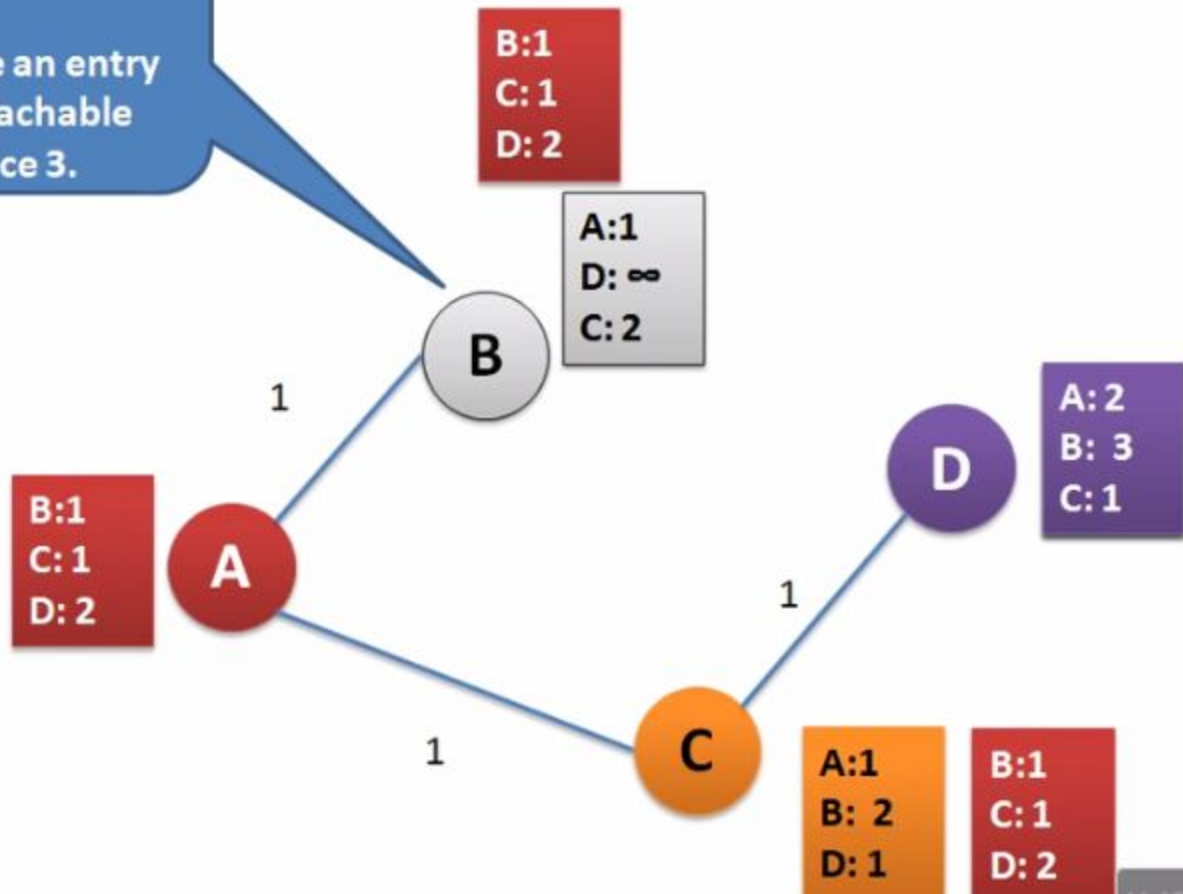 e an entry
achable
ce 3.
B:1
C: 1
D: 2
A:1
D: ∞
C: 2
B
1
A: 2
B:  3
C: 1
D
B:1
C: 1
D: 2
A
1
1
C
A:1
B:  2
D: 1
B:1
C: 1
D: 2